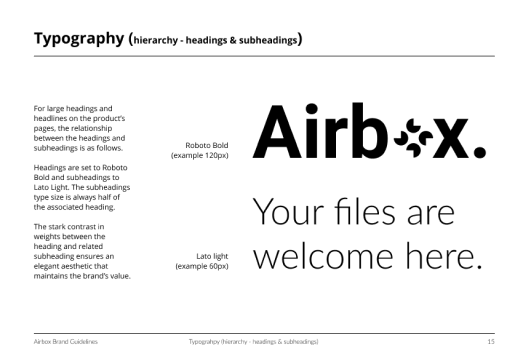 Typography (hierarchy - headings & subheadings)
For large headings and
headlines on the product's
pages, the relationship
between the headings and
subheadings is as follows.
Headings are set to Roboto
Bold and subheadings to
Lato Light. The subheadings
type size is always half of
the associated heading.
The stark contrast in
weights between the
heading and related
subheading ensures an
elegant aesthetic that
maintains the brand's value.
Roboto Bold
(example 120px)
Airbox.
Lato light
(example 60px)
Your files are
welcome here.
Airbox Brand Guidelines
Typograhpy (hierarchy - headings & subheadings)
15